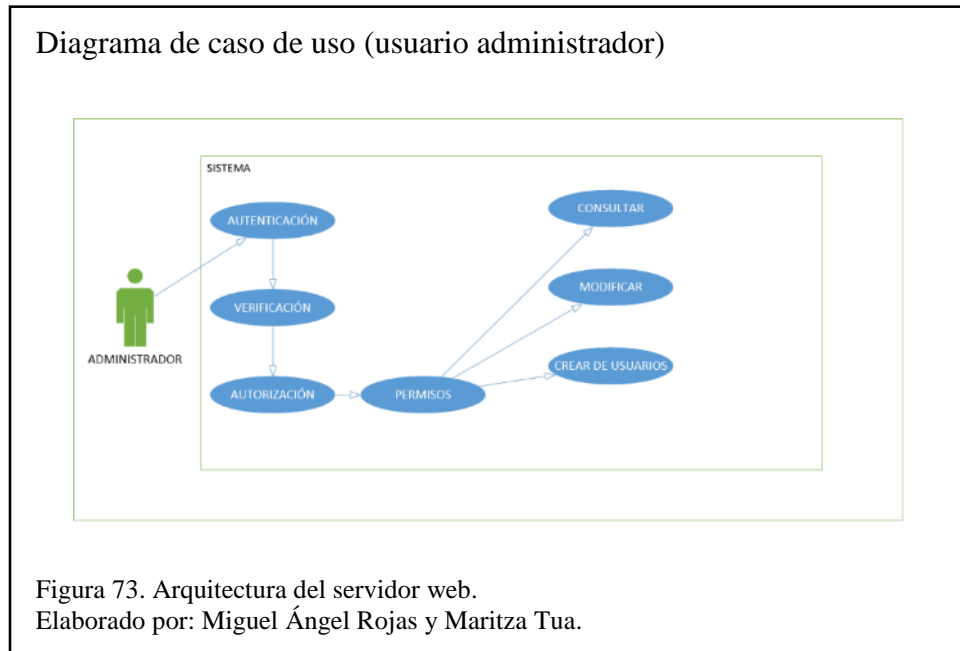 Diagrama de caso de uso (usuario administrador)
SISTEMA
AUTENTICACIÓN
CONSULTAR
VERIFICACIÓN
MODIFICAR
ADMINISTRADOR
CREAR DE USUARIOS
AUTORIZACIÓN
PERMISOS
Figura 73. Arquitectura del servidor web.
Elaborado por: Miguel Ángel Rojas y Maritza Tua.